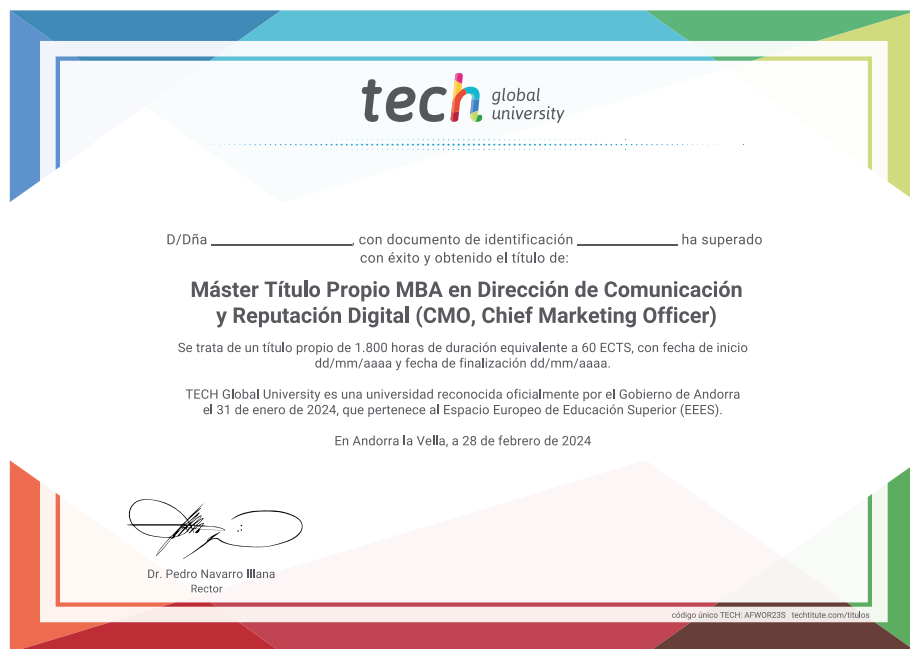 tech global
university
D/Dña ______________, con documento de identificación __________ ha superado
con éxito y obtenido el título de:
Máster Título Propio MBA en Dirección de Comunicación
y Reputación Digital (CMO, Chief Marketing Officer)
Se trata de un título propio de 1.800 horas de duración equivalente a 60 ECTS, con fecha de inicio
dd/mm/aaaa y fecha de finalización dd/mm/aaaa.
TECH Global University es una universidad reconocida oficialmente por el Gobierno de Andorra
el 31 de enero de 2024, que pertenece al Espacio Europeo de Educación Superior (EEES).
En Andorra la Vella, a 28 de febrero de 2024
Dr. Pedro Navarro Illana
Rector
código único TECH: AFWOR23S techtitute.com/titulos